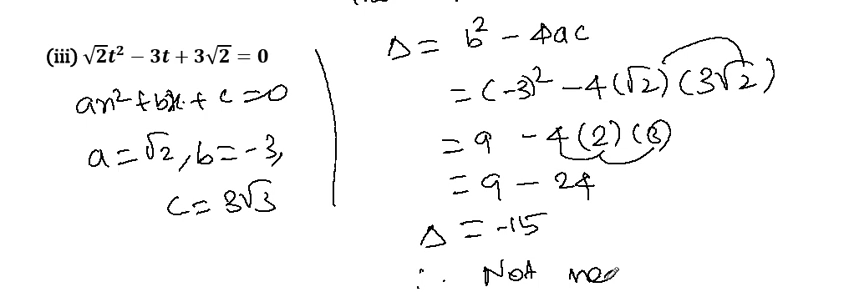 (iii) √2t² − 3t + 3√2 = 0
ax² + bx + c = 0
a = √2, b = -3,
c = 3√3
Δ = b² - 4ac
= (-3)² - 4(√2)(3√2)
= 9 - 4(2)(3)
= 9 - 24
Δ = -15
∴ Not